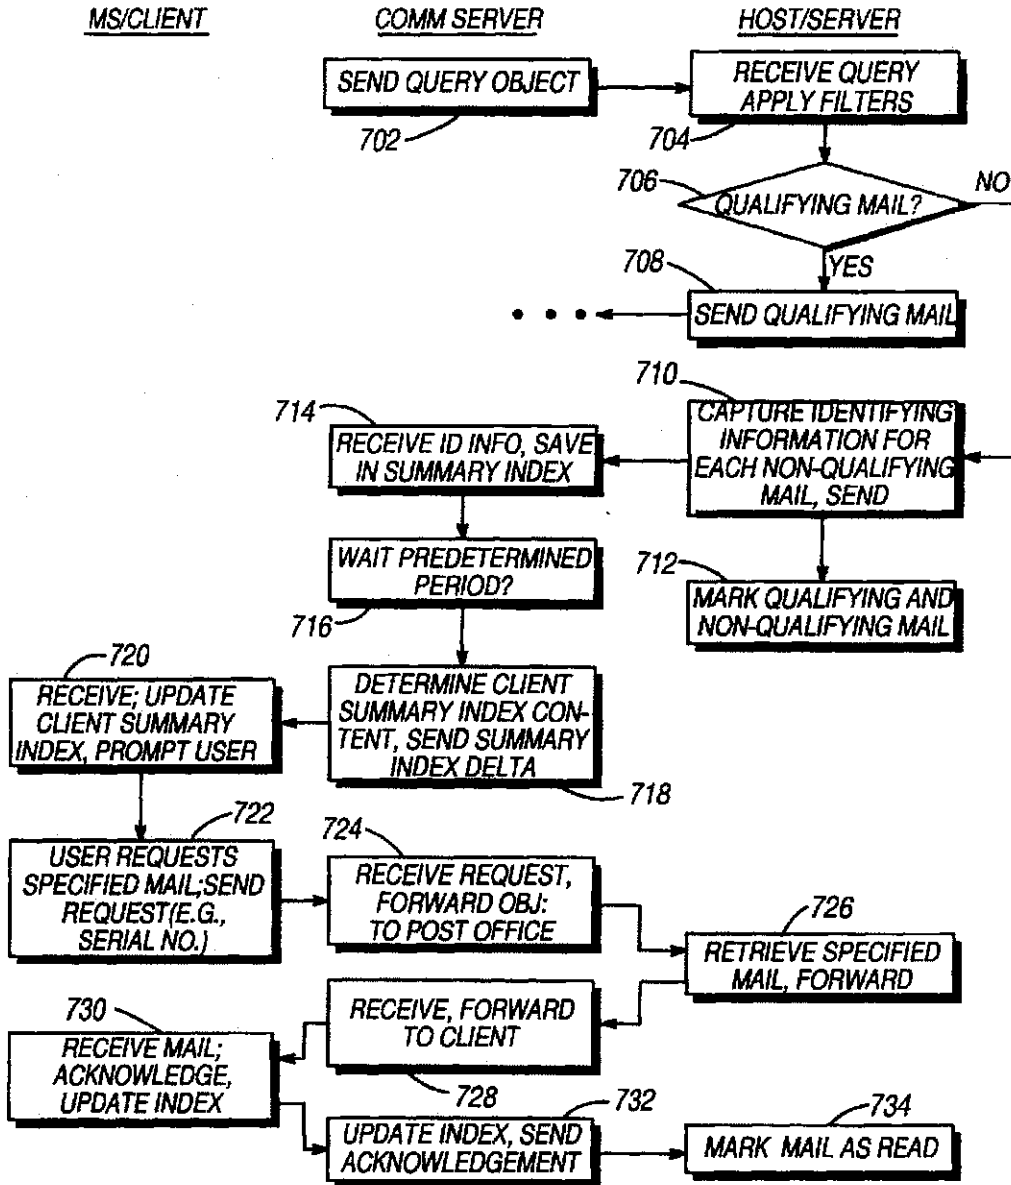 MS/CLIENT
COMM SERVER
HOST/SERVER
SEND QUERY OBJECT
702
RECEIVE QUERY
APPLY FILTERS
704
706
QUALIFYING MAIL?
NO
YES
708
SEND QUALIFYING MAIL
710
CAPTURE IDENTIFYING
INFORMATION FOR
EACH NON-QUALIFYING
MAIL, SEND
714
RECEIVE ID INFO, SAVE
IN SUMMARY INDEX
WAIT PREDETERMINED
PERIOD?
716
712
MARK QUALIFYING AND
NON-QUALIFYING MAIL
DETERMINE CLIENT
SUMMARY INDEX CON-
TENT, SEND SUMMARY
INDEX DELTA
718
720
RECEIVE; UPDATE
CLIENT SUMMARY
INDEX, PROMPT USER
722
USER REQUESTS
SPECIFIED MAIL;SEND
REQUEST(E.G.,
SERIAL NO.)
724
RECEIVE REQUEST,
FORWARD OBJ:
TO POST OFFICE
726
RETRIEVE SPECIFIED
MAIL, FORWARD
RECEIVE, FORWARD
TO CLIENT
728
730
RECEIVE MAIL;
ACKNOWLEDGE,
UPDATE INDEX
732
UPDATE INDEX, SEND
ACKNOWLEDGEMENT
734
MARK MAIL AS READ